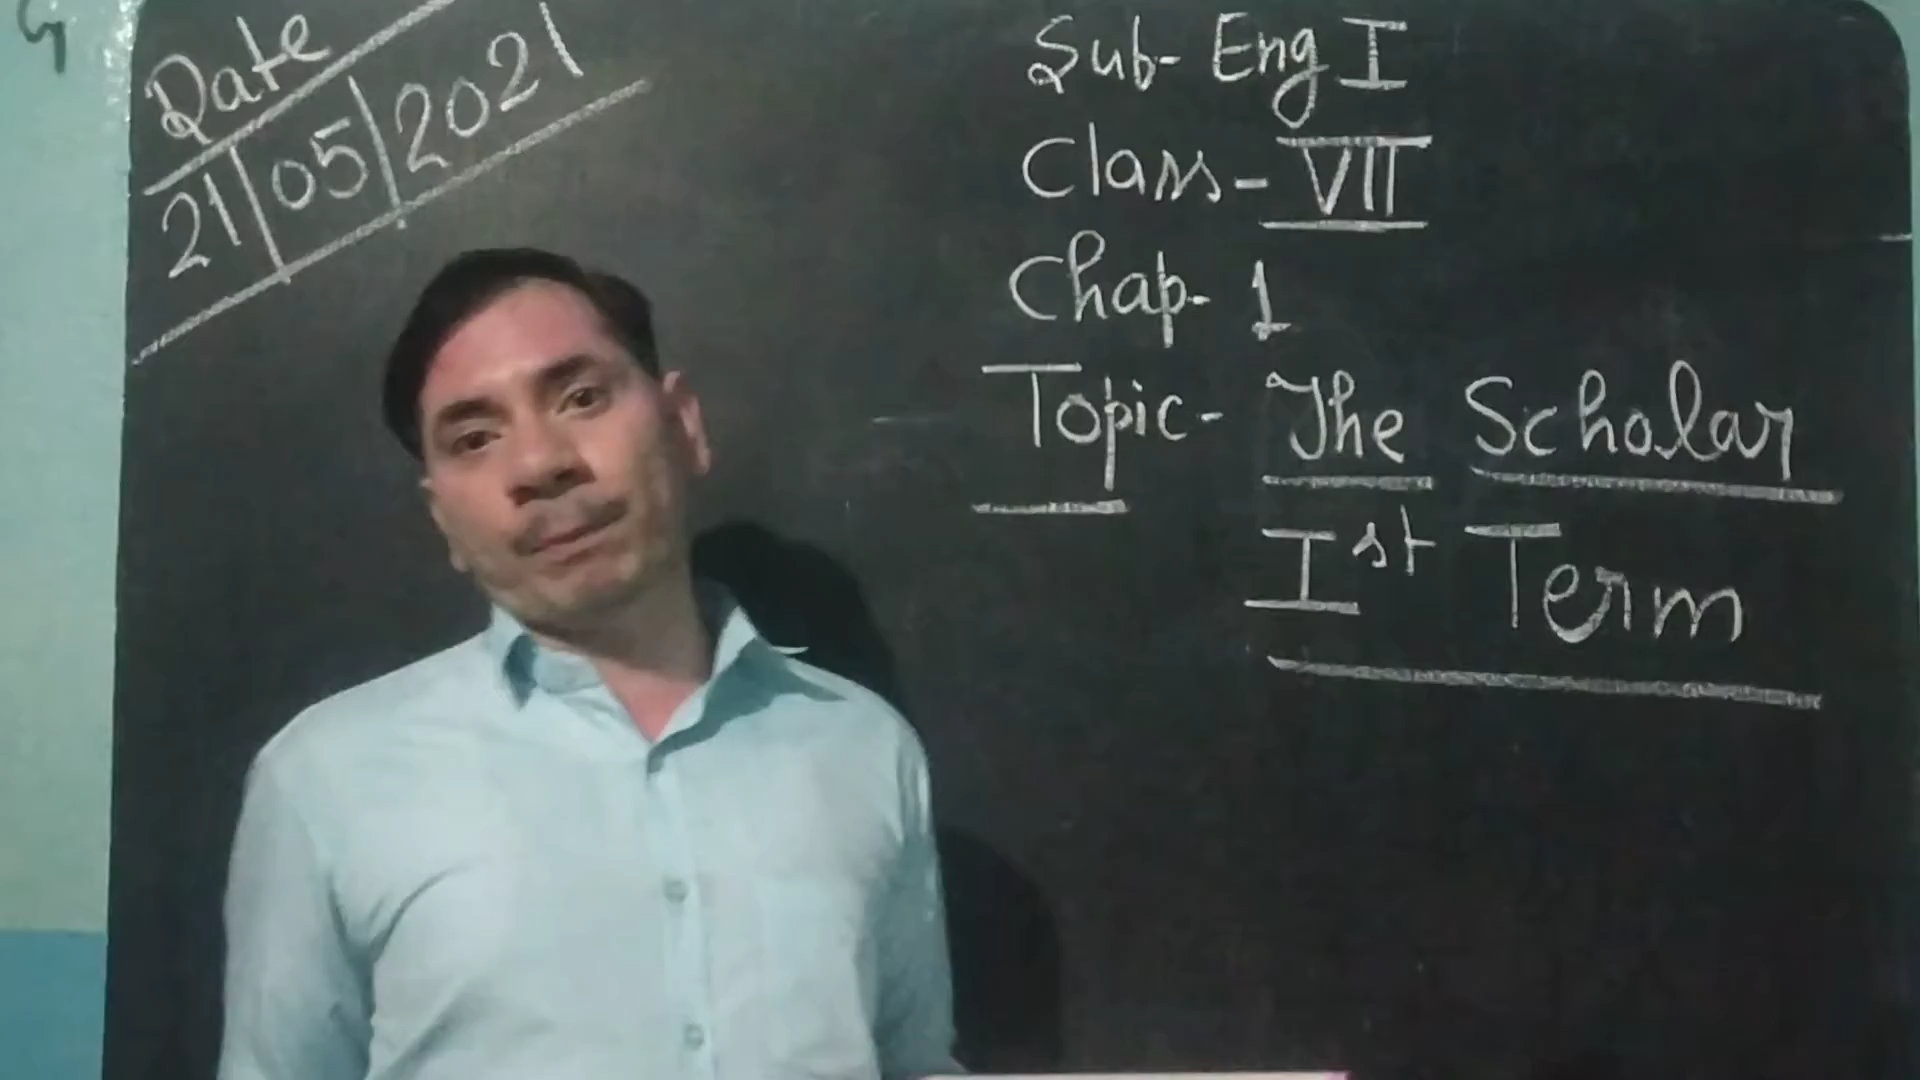 Date
21/05/2021
Sub- Eng I
Class- VII
Chap- 1
Topic- The Scholar
Ist Term